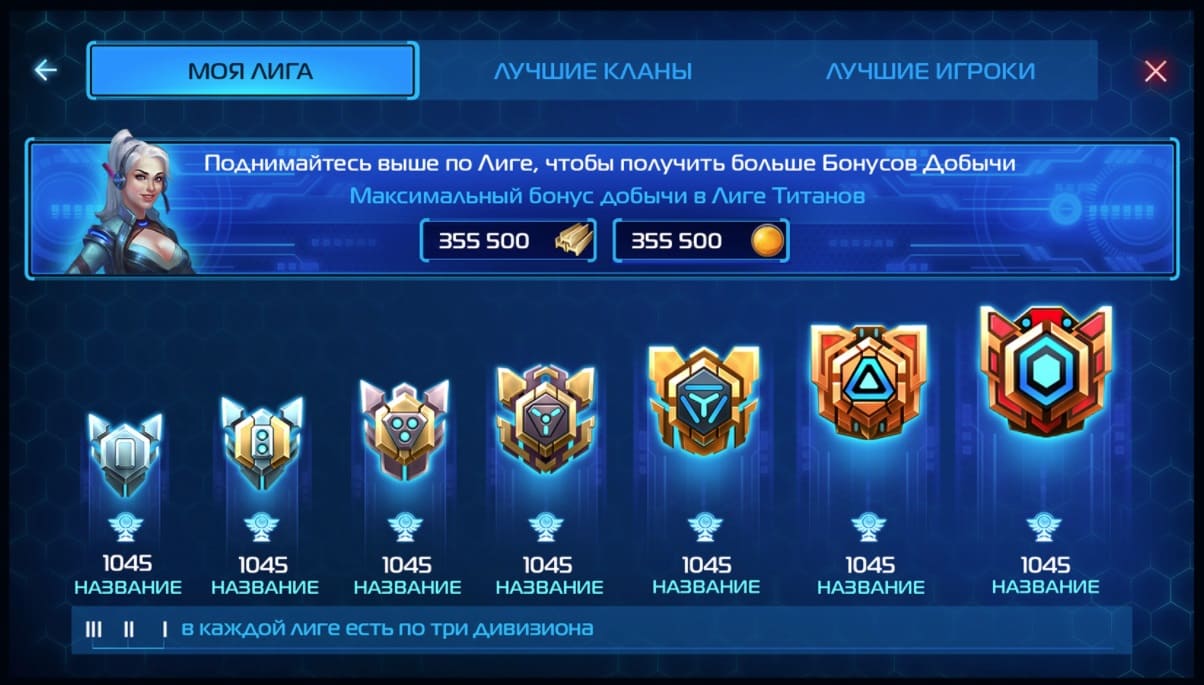 МОЯ ЛИГА
ЛУЧШИЕ КЛАНЫ
ЛУЧШИЕ ИГРОКИ
Поднимайтесь выше по Лиге, чтобы получить больше Бонусов Добычи
Максимальный бонус добычи в Лиге Титанов
355 500
355 500
1045
НАЗВАНИЕ
1045
НАЗВАНИЕ
1045
НАЗВАНИЕ
1045
НАЗВАНИЕ
1045
НАЗВАНИЕ
1045
НАЗВАНИЕ
1045
НАЗВАНИЕ
III II I в каждой лиге есть по три дивизиона